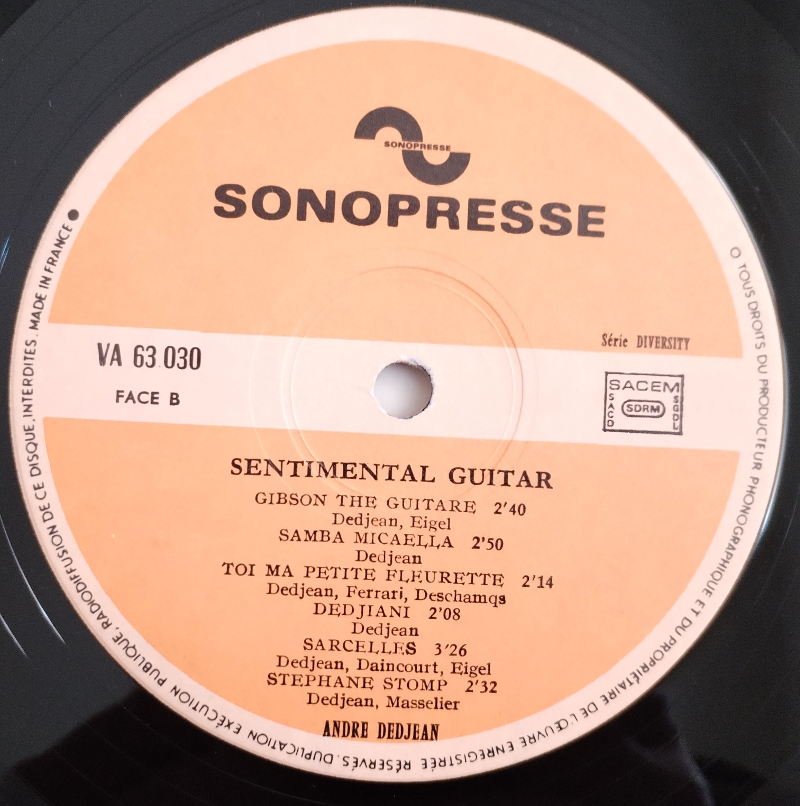 SONOPRESSE
SONOPRESSE
VA 63 030
FACE B
Série DIVERSITY
SACEM
SACD
SDRM
SGDL
SENTIMENTAL GUITAR
GIBSON THE GUITARE 2'40
Dedjean, Eigel
SAMBA MICAELLA 2'50
Dedjean
TOI MA PETITE FLEURETTE 2'14
Dedjean, Ferrari, Deschamqs
DEDJIANI 2'08
Dedjean
SARCELLES 3'26
Dedjean, Daincourt, Eigel
STEPHANE STOMP 2'32
Dedjean, Masselier
ANDRE DEDJEAN
O TOUS DROITS DU PRODUCTEUR PHONOGRAPHIQUE ET DU PROPRIÉTAIRE DE L'ŒUVRE ENREGISTRÉE RÉSERVÉS. DUPLICATION EXÉCUTION PUBLIQUE, RADIODIFFUSION DE CE DISQUE, INTERDITES. MADE IN FRANCE ●